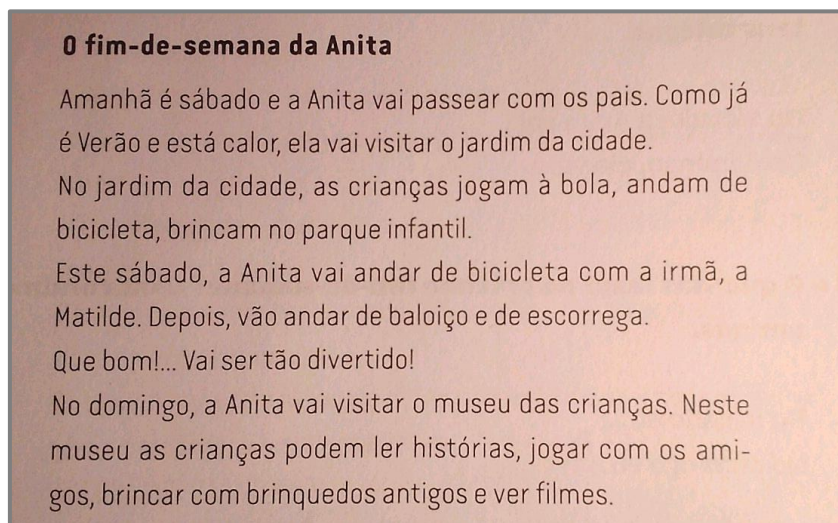 O fim-de-semana da Anita
Amanhã é sábado e a Anita vai passear com os pais. Como já
é Verão e está calor, ela vai visitar o jardim da cidade.
No jardim da cidade, as crianças jogam à bola, andam de
bicicleta, brincam no parque infantil.
Este sábado, a Anita vai andar de bicicleta com a irmã, a
Matilde. Depois, vão andar de baloiço e de escorrega.
Que bom!... Vai ser tão divertido!
No domingo, a Anita vai visitar o museu das crianças. Neste
museu as crianças podem ler histórias, jogar com os ami-
gos, brincar com brinquedos antigos e ver filmes.